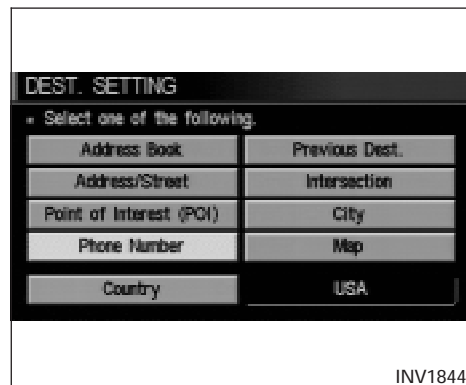 DEST. SETTING
Select one of the following.
Address Book Previous Dest.
Address/Street Intersection
Point of Interest (POI) City
Phone Number Map
Country USA
INV1844